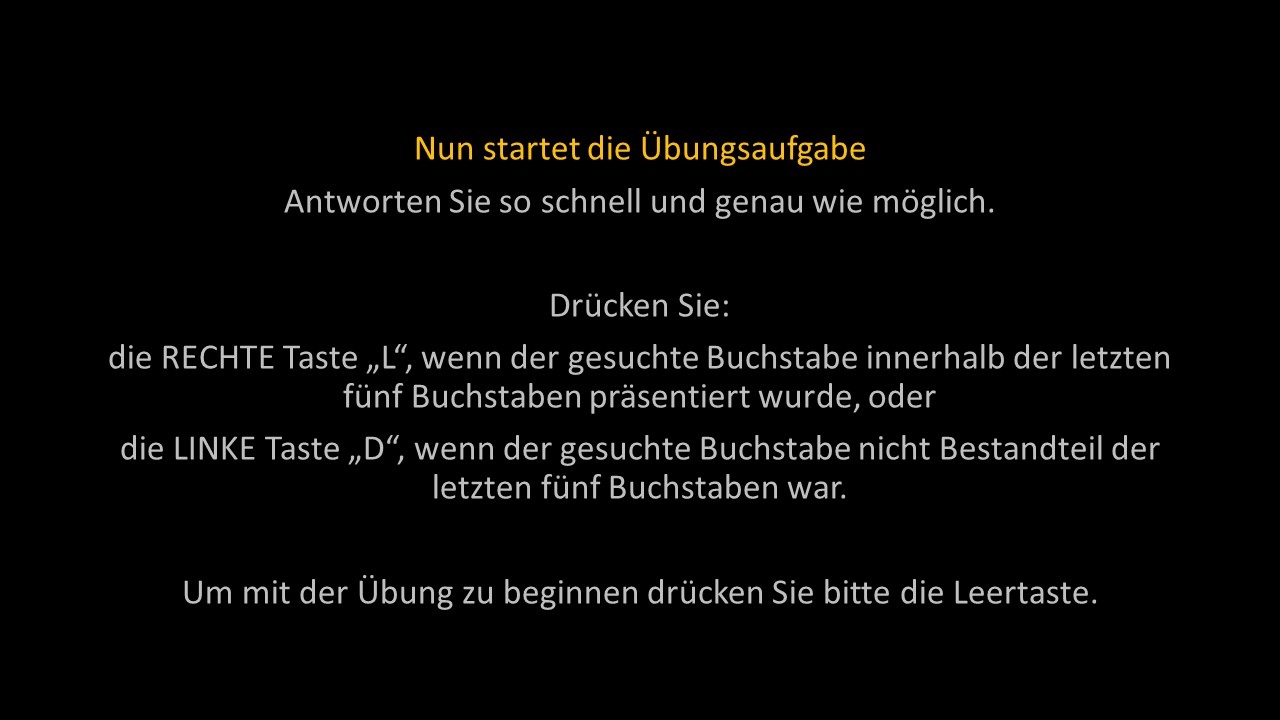 Nun startet die Übungsaufgabe
Antworten Sie so schnell und genau wie möglich.
Drücken Sie:
die RECHTE Taste „L“, wenn der gesuchte Buchstabe innerhalb der letzten
fünf Buchstaben präsentiert wurde, oder
die LINKE Taste „D“, wenn der gesuchte Buchstabe nicht Bestandteil der
letzten fünf Buchstaben war.
Um mit der Übung zu beginnen drücken Sie bitte die Leertaste.